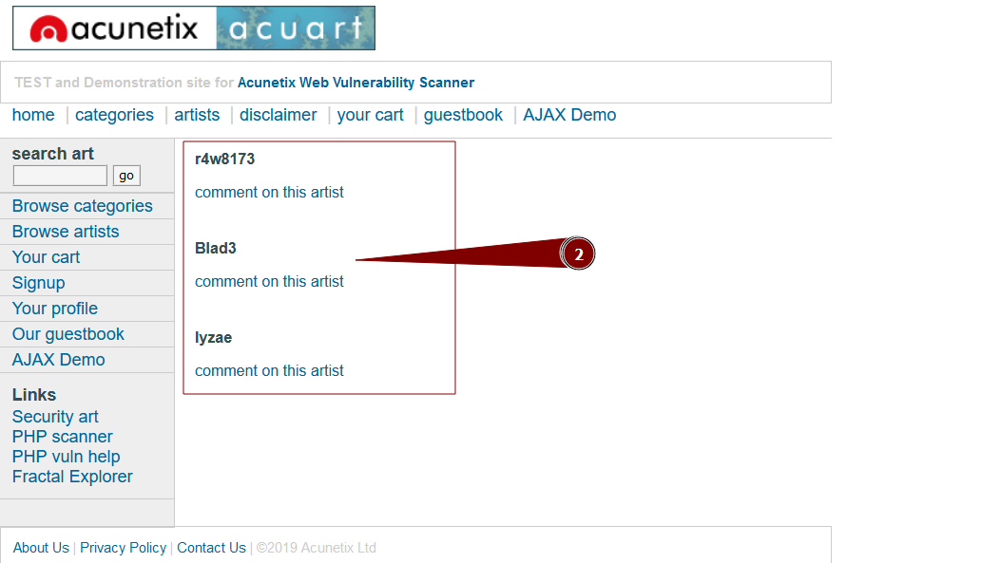 acunetix acuart
TEST and Demonstration site for Acunetix Web Vulnerability Scanner
home | categories | artists | disclaimer | your cart | guestbook | AJAX Demo
search art
go
Browse categories
Browse artists
Your cart
Signup
Your profile
Our guestbook
AJAX Demo
Links
Security art
PHP scanner
PHP vuln help
Fractal Explorer
r4w8173
comment on this artist
Blad3
comment on this artist
lyzae
comment on this artist
2
About Us | Privacy Policy | Contact Us | ©2019 Acunetix Ltd